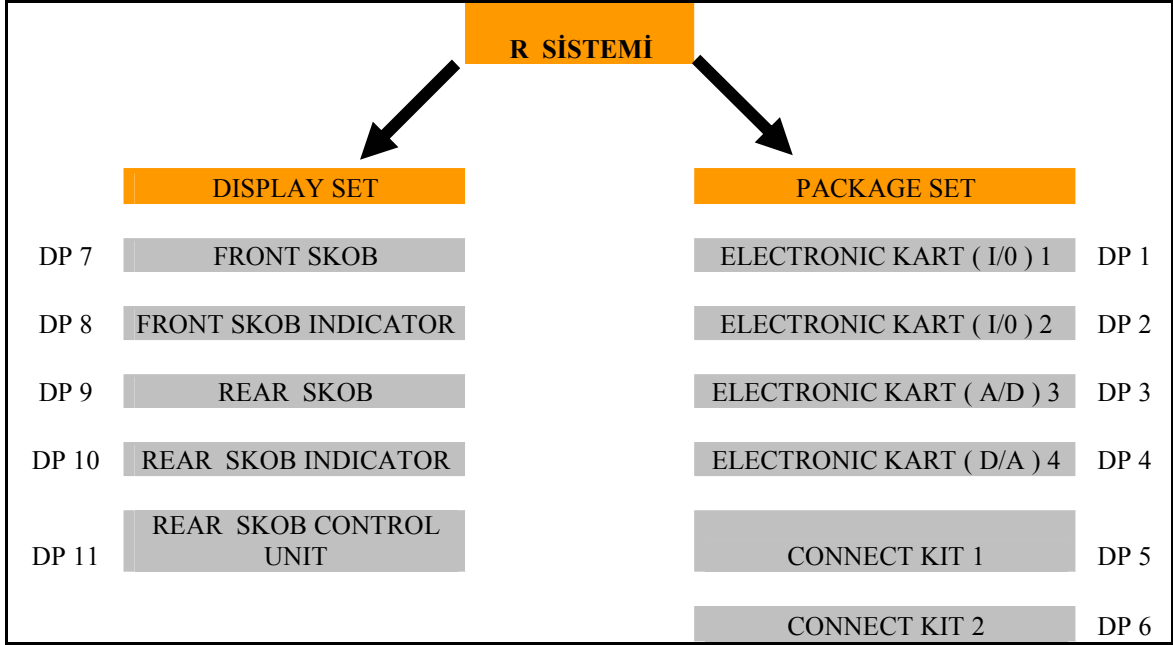 R SİSTEMİ
DISPLAY SET
PACKAGE SET
DP 7 FRONT SKOB
ELECTRONIC KART ( I/0 ) 1 DP 1
DP 8 FRONT SKOB INDICATOR
ELECTRONIC KART ( I/0 ) 2 DP 2
DP 9 REAR SKOB
ELECTRONIC KART ( A/D ) 3 DP 3
DP 10 REAR SKOB INDICATOR
ELECTRONIC KART ( D/A ) 4 DP 4
REAR SKOB CONTROL
DP 11 UNIT
CONNECT KIT 1 DP 5
CONNECT KIT 2 DP 6